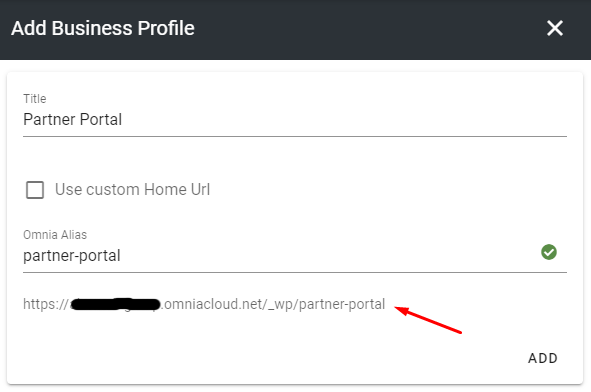 Add Business Profile
Title
Partner Portal
Use custom Home Url
Omnia Alias
partner-portal
https:// .omniacloud.net/_wp/partner-portal
ADD